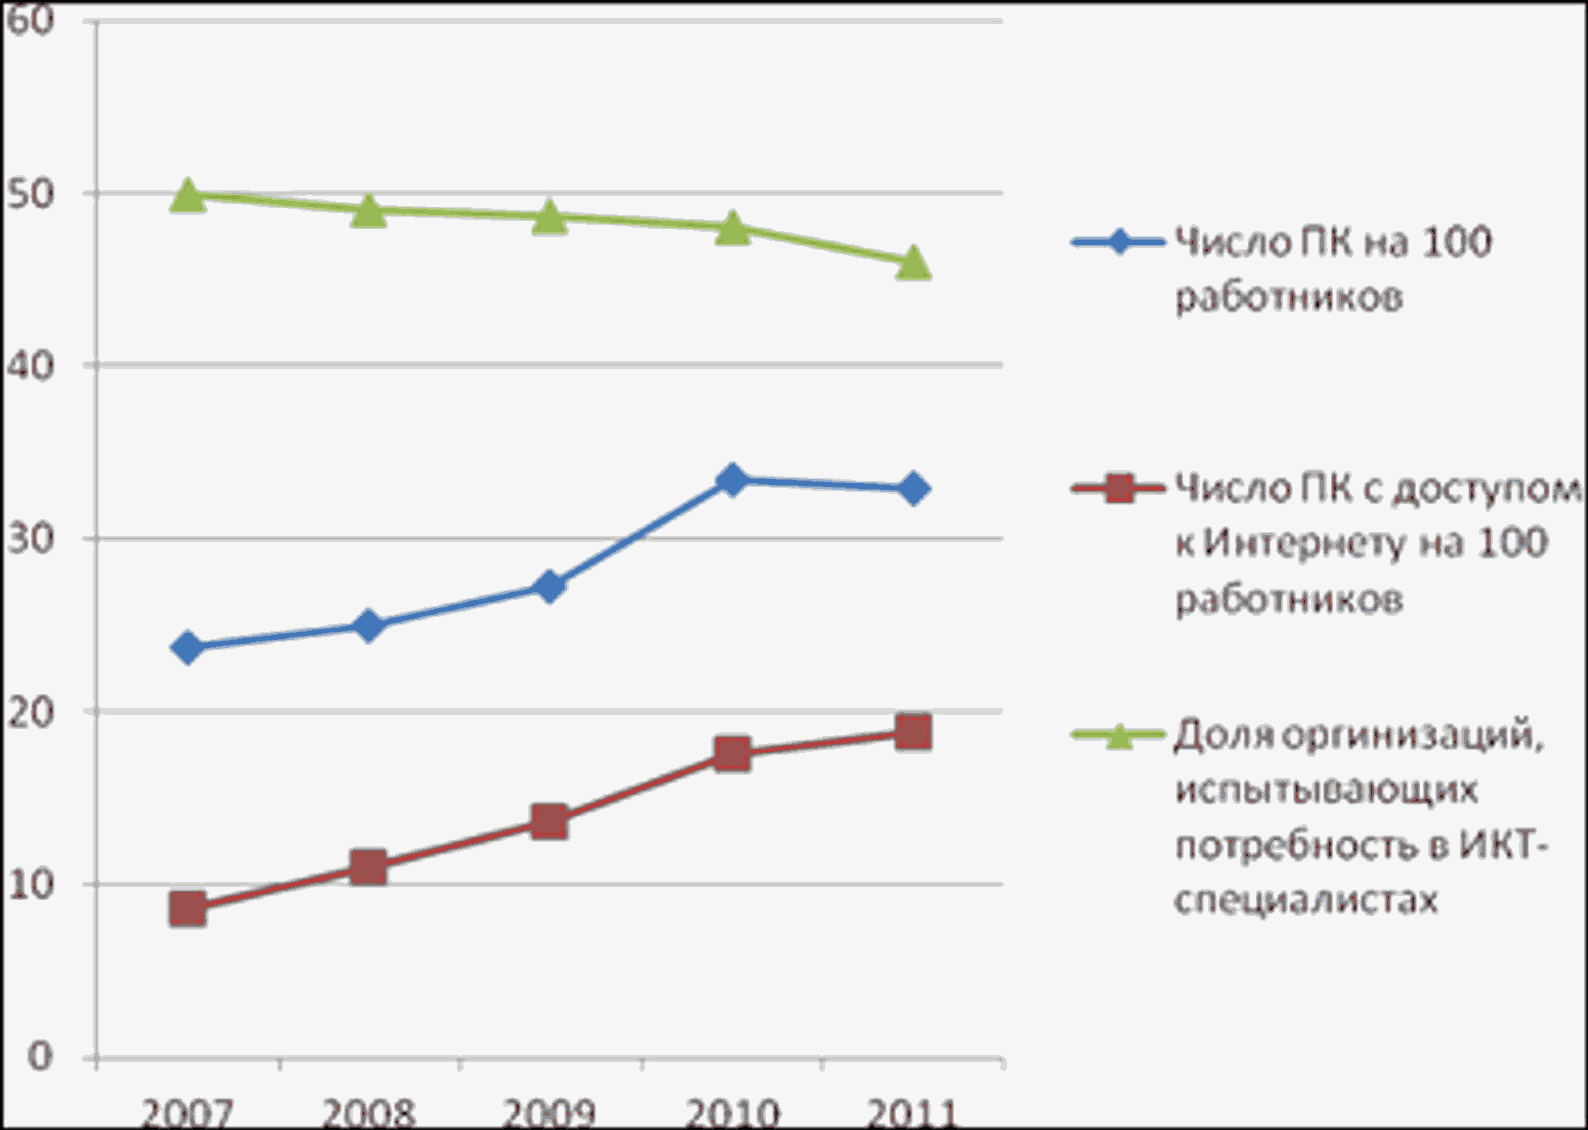 60
50
40
30
20
10
0
2007 2008 2009 2010 2011
Число ПК на 100
работников
Число ПК с доступом
к Интернету на 100
работников
Доля оргинизаций,
испытывающих
потребность в ИКТ-
специалистах